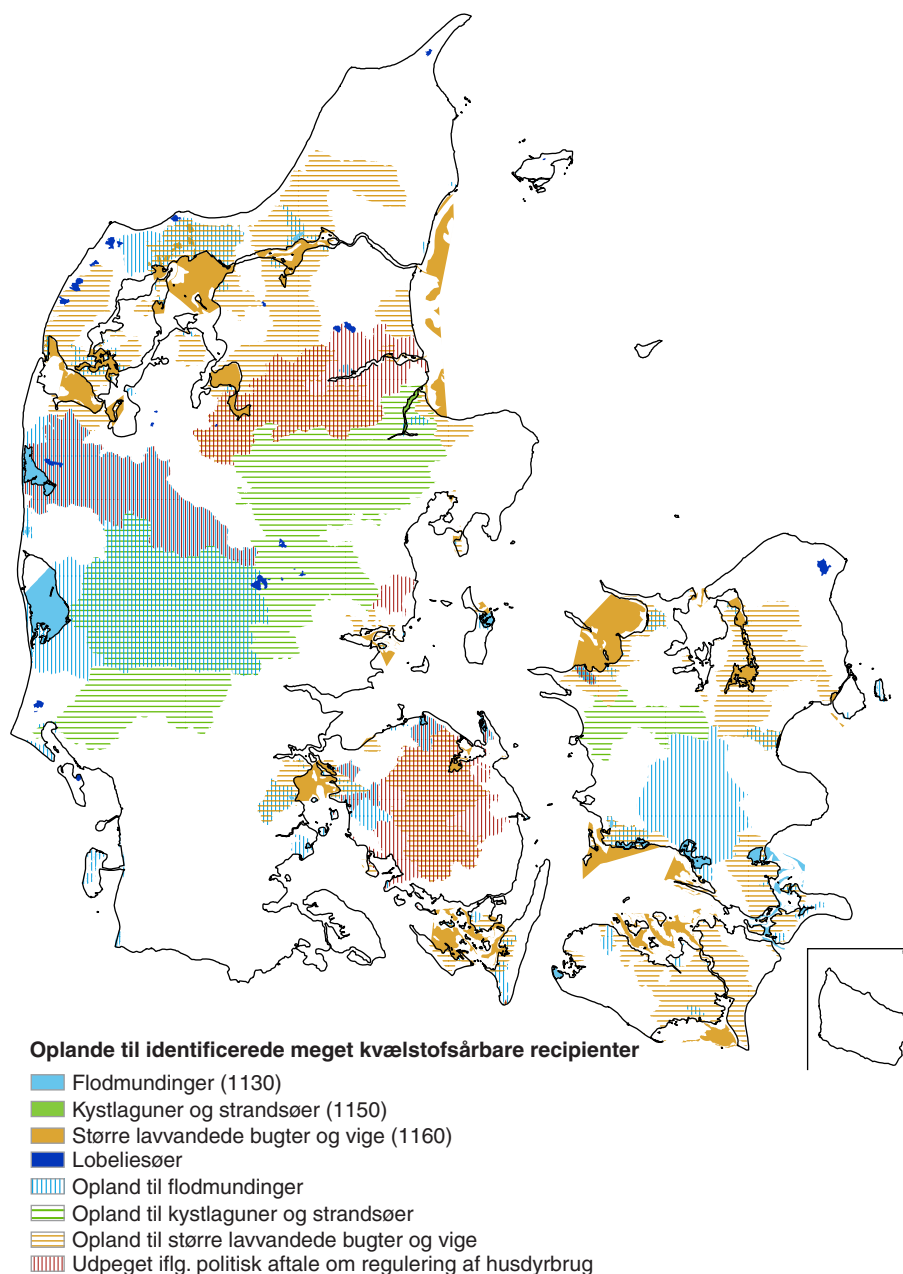 Oplande til identificerede meget kvælstofsårbare recipienter
Flodmundinger (1130)
Kystlaguner og strandsøer (1150)
Større lavvandede bugter og vige (1160)
Lobeliesøer
Opland til flodmundinger
Opland til kystlaguner og strandsøer
Opland til større lavvandede bugter og vige
Udpeget iflg. politisk aftale om regulering af husdyrbrug